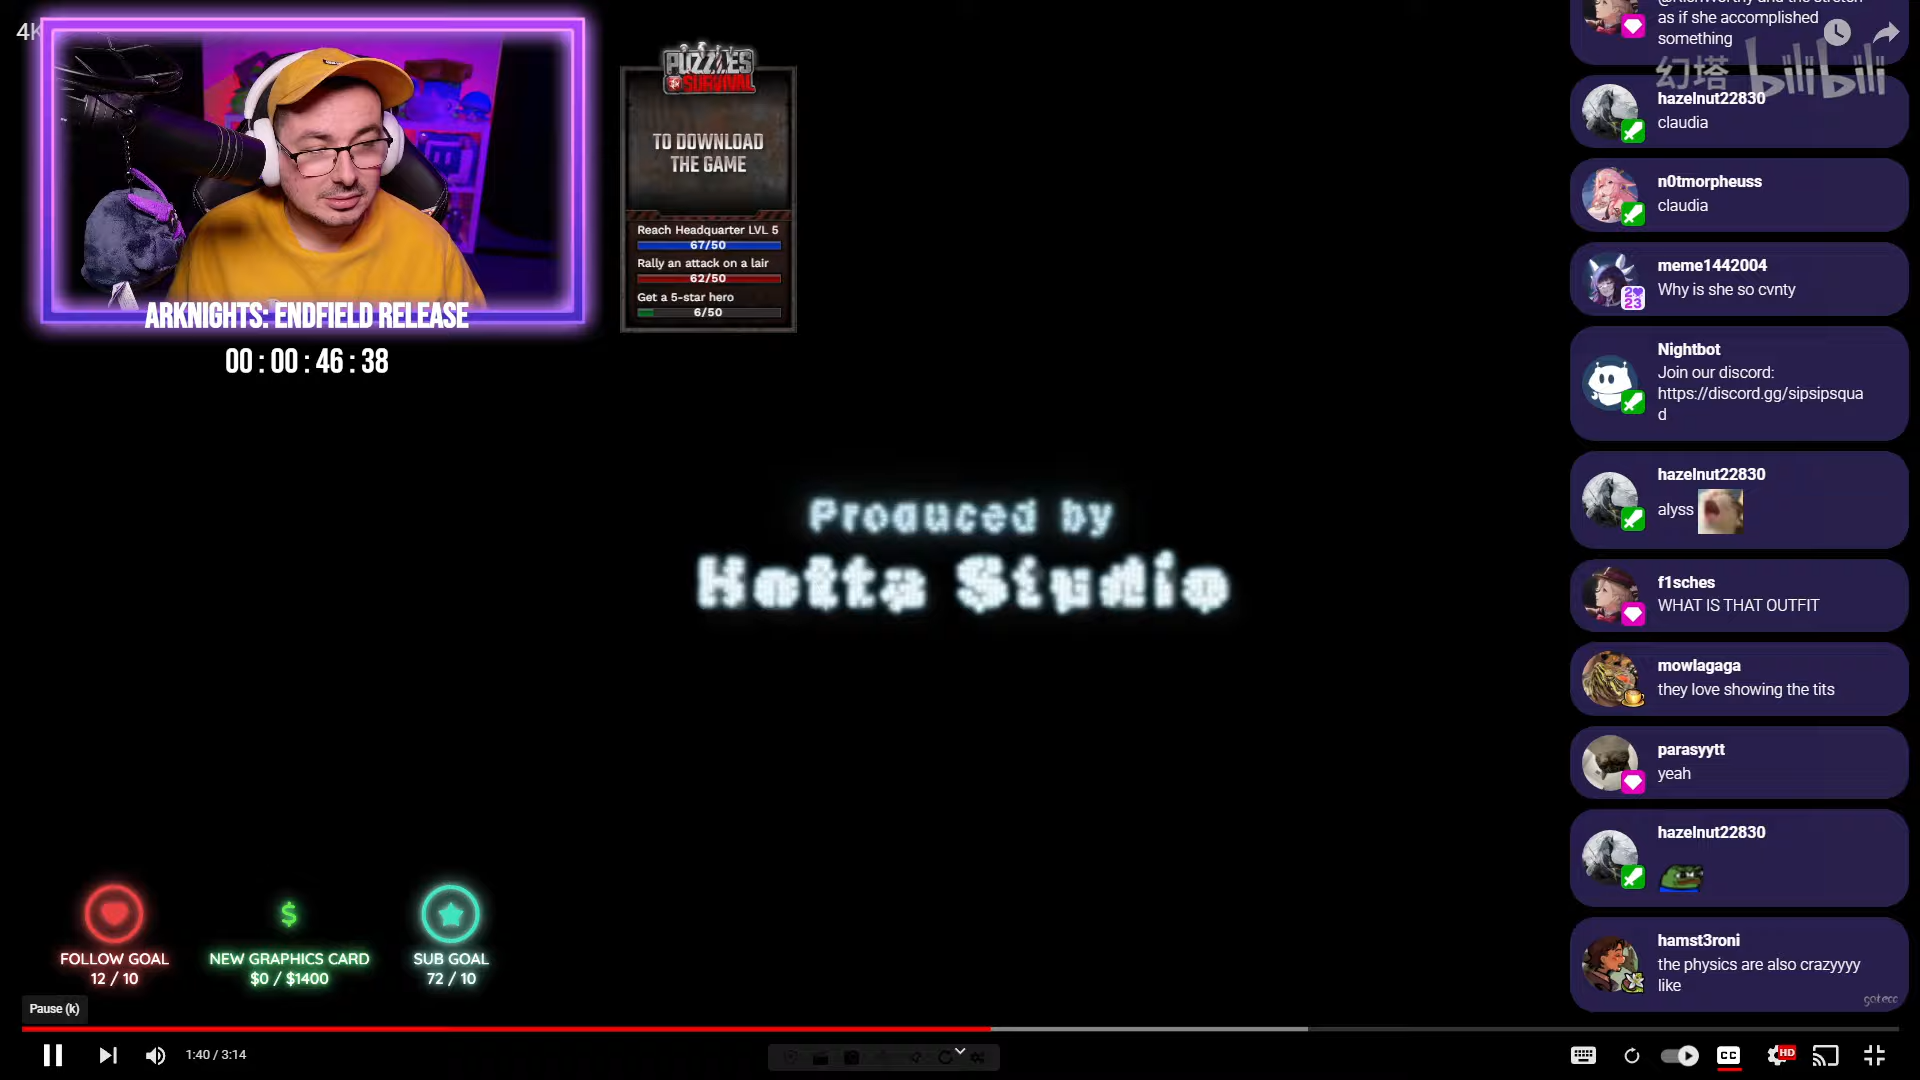 4K
PUZZLES
& SURVIVAL
TO DOWNLOAD
THE GAME
Reach Headquarter LVL 5
67/50
Rally an attack on a lair
62/50
Get a 5-star hero
6/50
ARKNIGHTS: ENDFIELD RELEASE
00 : 00 : 46 : 38
Produced by
Hotta Studio
as if she accomplished
something
幻塔 bilibili
hazelnut22830
claudia
n0tmorpheuss
claudia
meme1442004
Why is she so cvnty
Nightbot
Join our discord:
https://discord.gg/sipsipsqua
d
hazelnut22830
alyss
f1sches
WHAT IS THAT OUTFIT
mowlagaga
they love showing the tits
parasyytt
yeah
hazelnut22830
hamst3roni
the physics are also crazyyyy
like
FOLLOW GOAL
12 / 10
NEW GRAPHICS CARD
$0 / $1400
SUB GOAL
72 / 10
Pause (k)
1:40 / 3:14
CC
HD